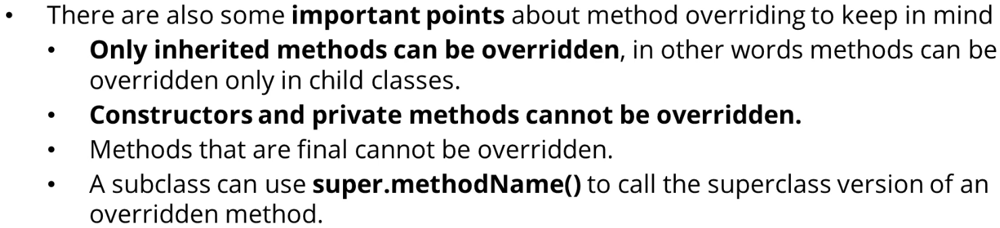 • There are also some important points about method overriding to keep in mind
• Only inherited methods can be overridden, in other words methods can be
overridden only in child classes.
• Constructors and private methods cannot be overridden.
• Methods that are final cannot be overridden.
• A subclass can use super.methodName() to call the superclass version of an
overridden method.